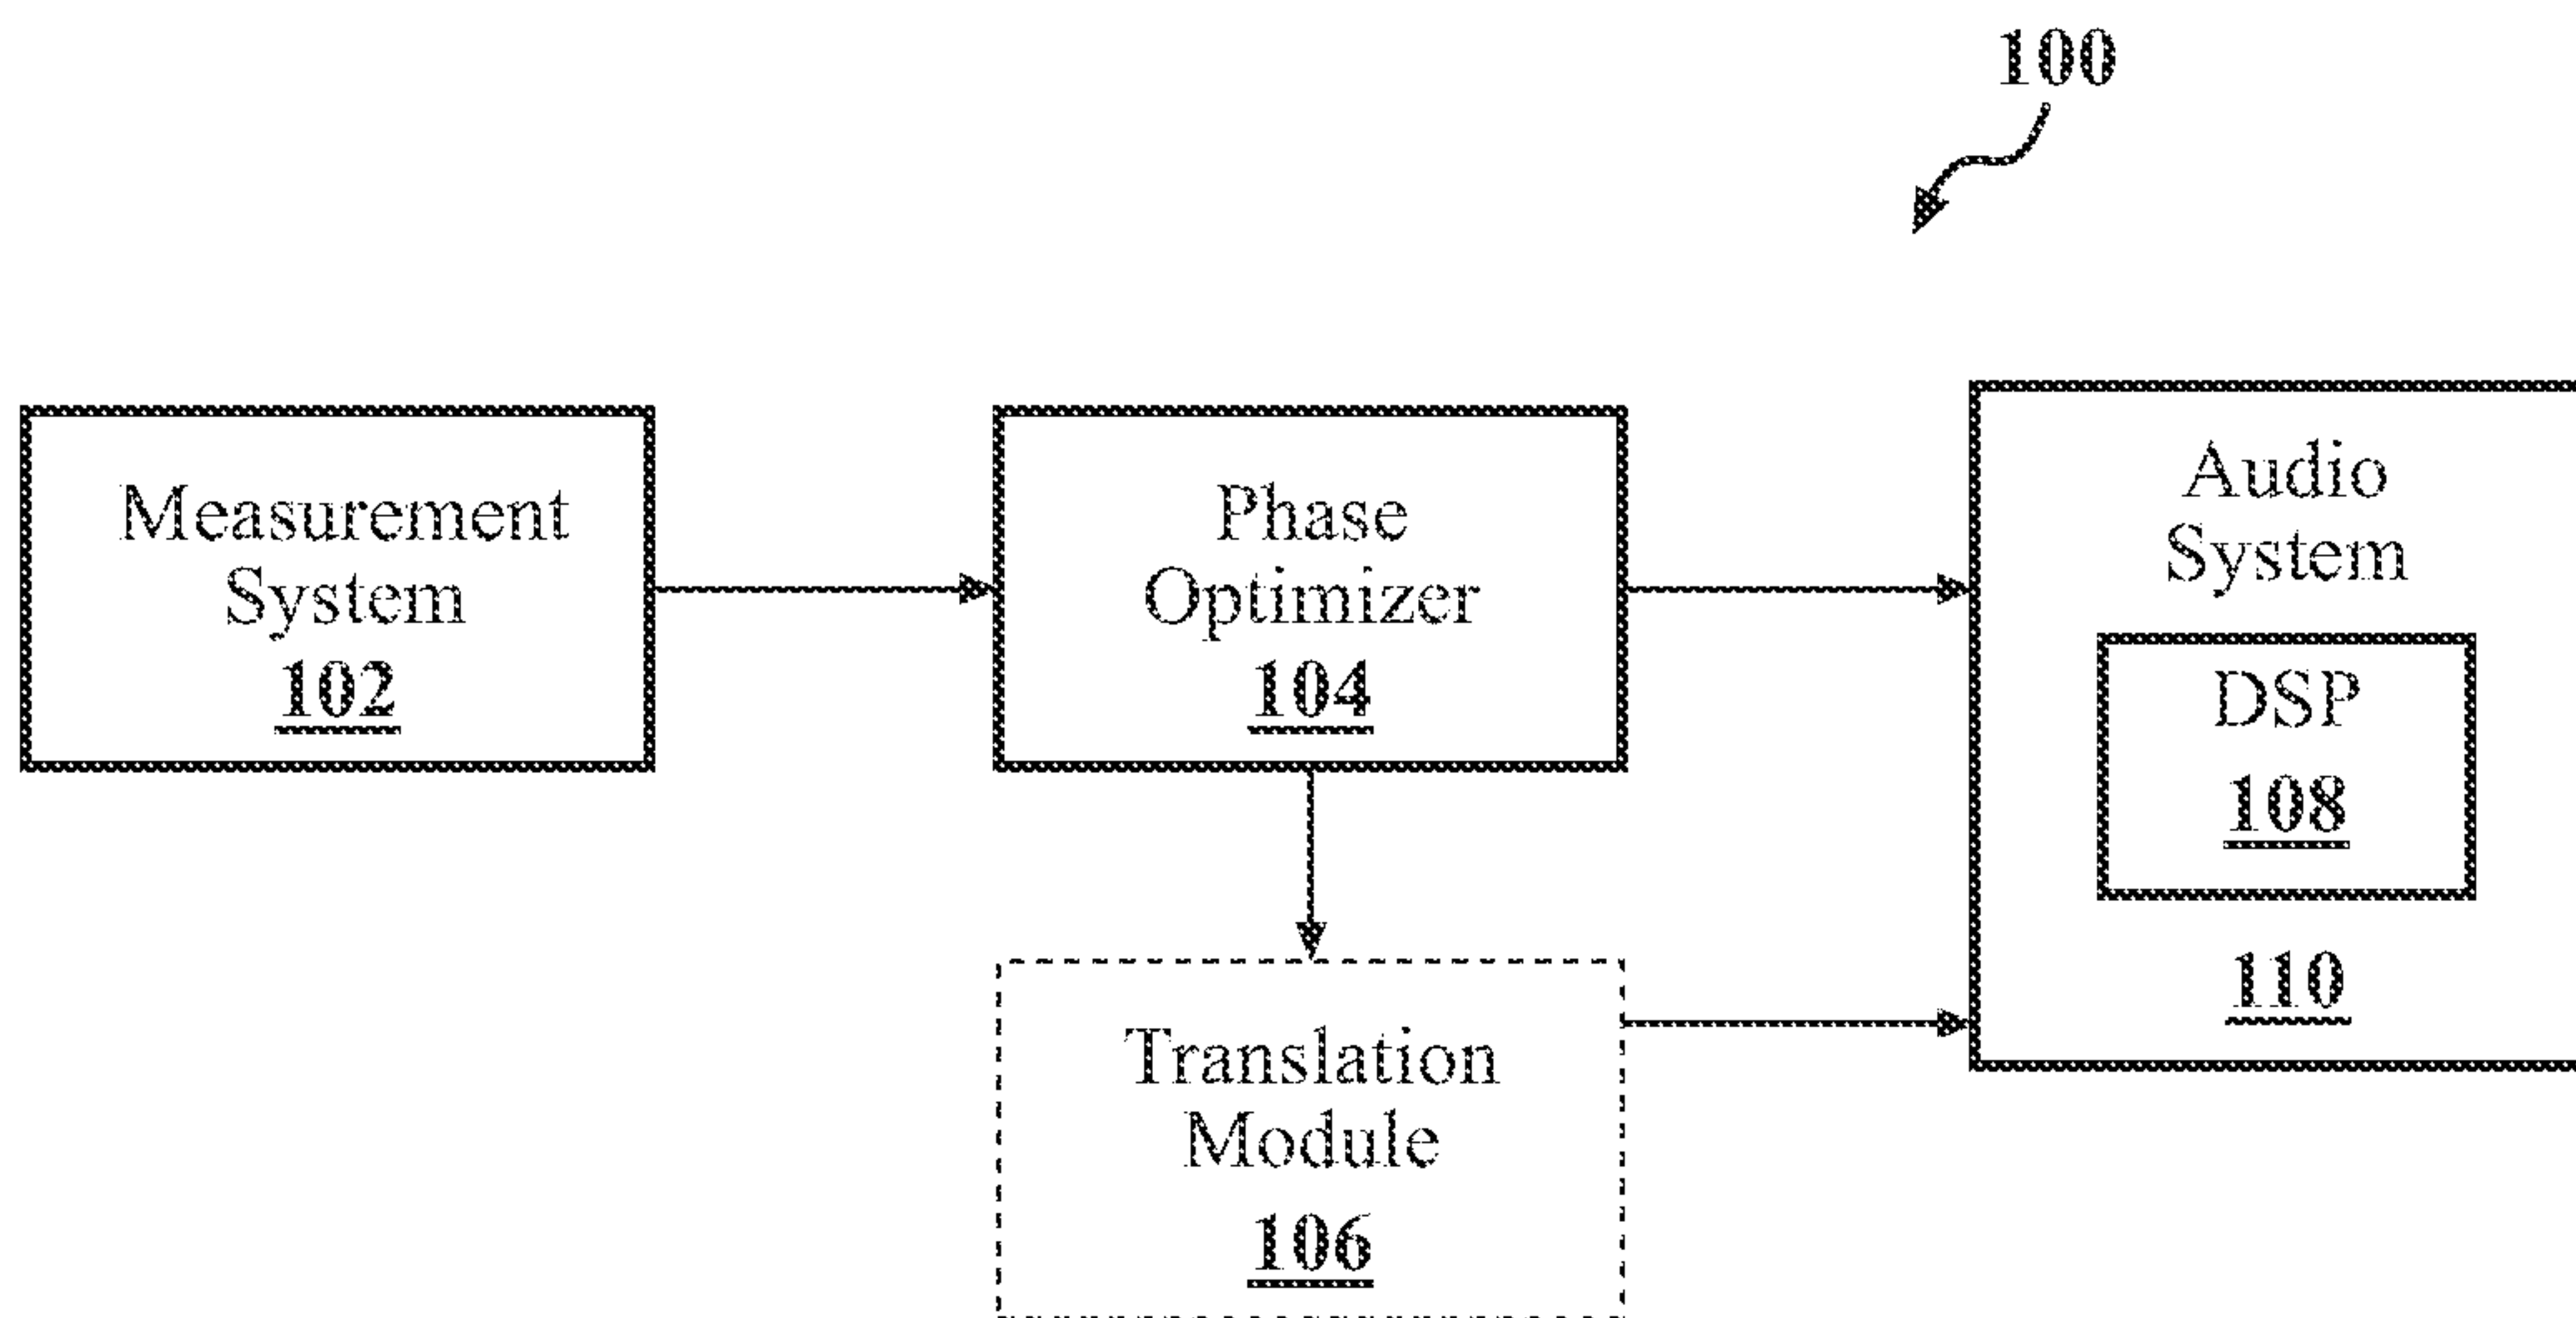 100
Measurement
System
102
Phase
Optimizer
104
Audio
System
DSP
108
110
Translation
Module
106